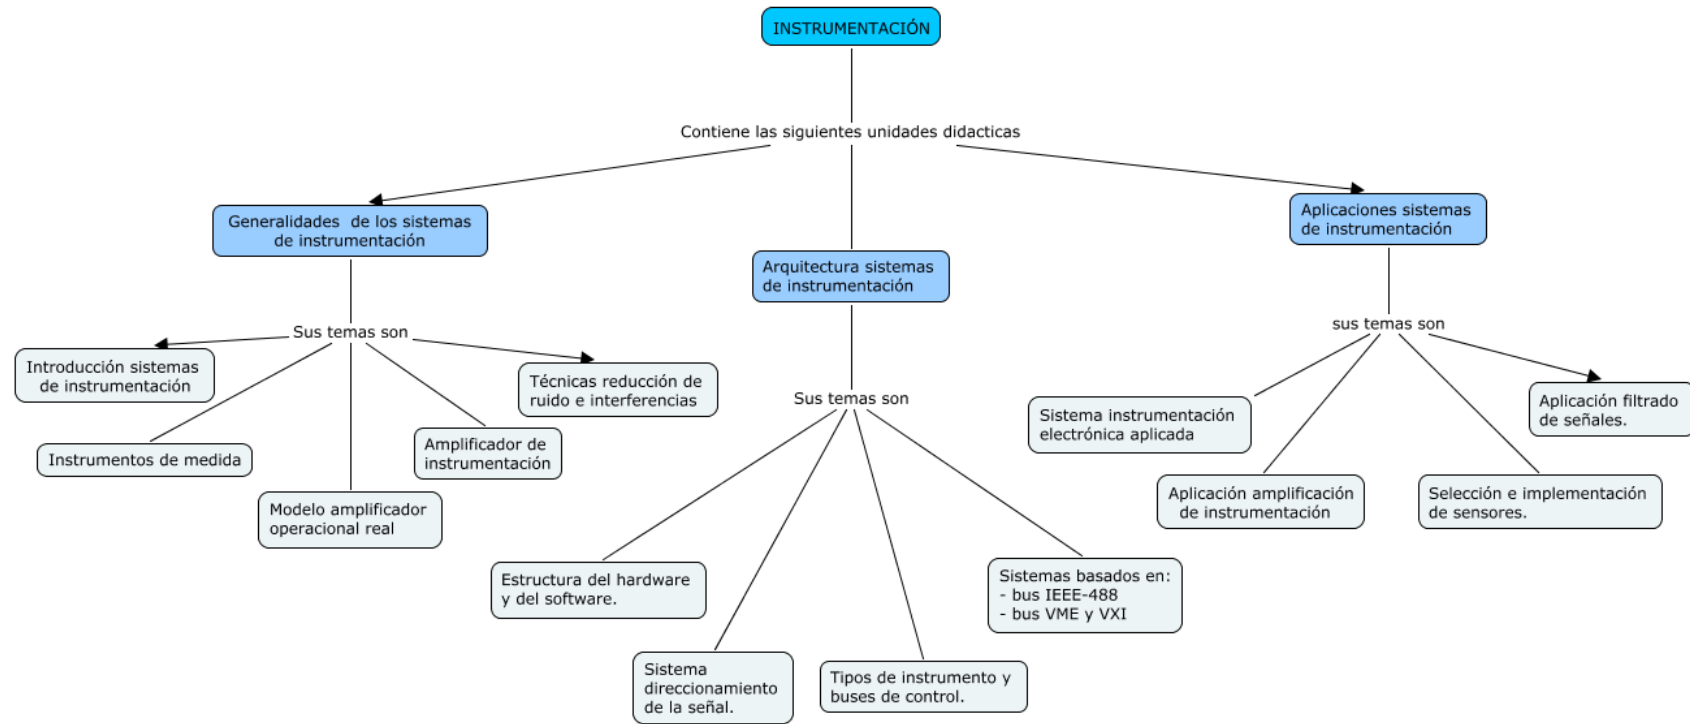 INSTRUMENTACIÓN
Contiene las siguientes unidades didacticas
Generalidades de los sistemas
de instrumentación
Sus temas son
Introducción sistemas
de instrumentación
Instrumentos de medida
Modelo amplificador
operacional real
Amplificador de
instrumentación
Técnicas reducción de
ruido e interferencias
Arquitectura sistemas
de instrumentación
Sus temas son
Estructura del hardware
y del software.
Sistema
direccionamiento
de la señal.
Tipos de instrumento y
buses de control.
Sistemas basados en:
- bus IEEE-488
- bus VME y VXI
Aplicaciones sistemas
de instrumentación
sus temas son
Sistema instrumentación
electrónica aplicada
Aplicación amplificación
de instrumentación
Selección e implementación
de sensores.
Aplicación filtrado
de señales.